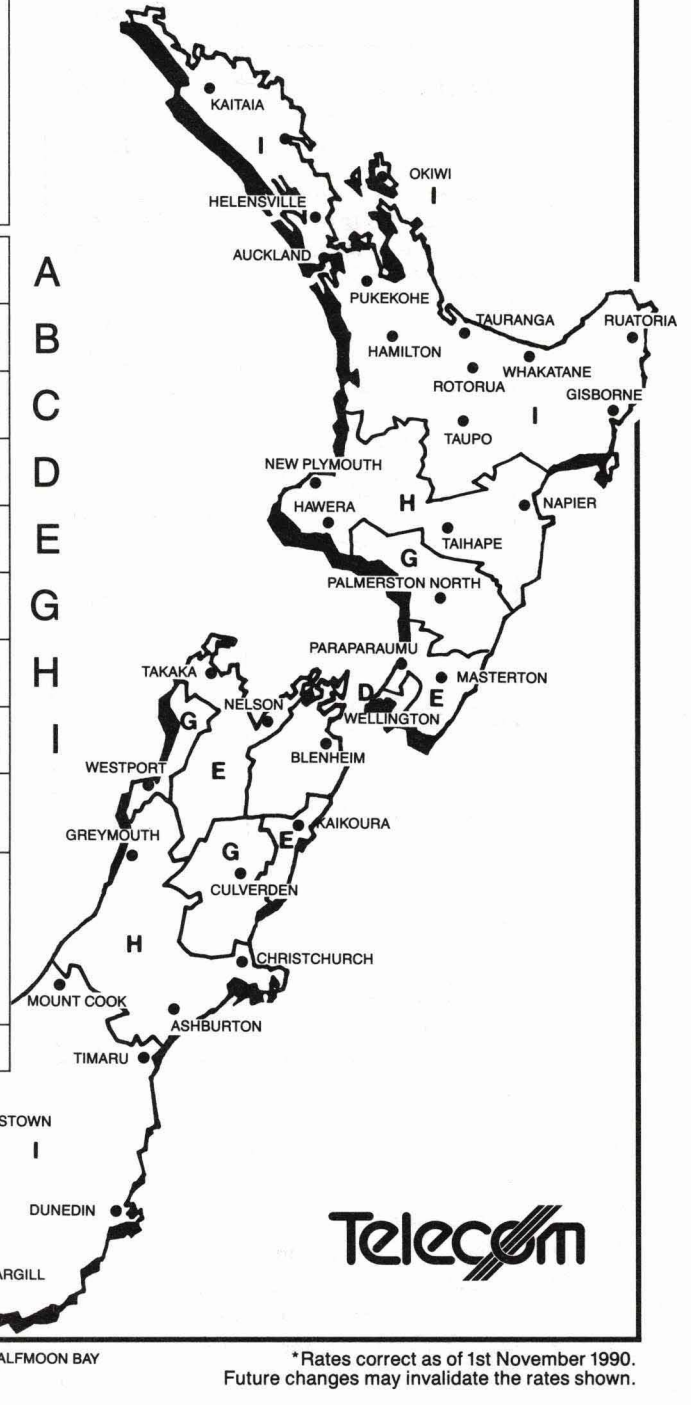 KAITAIA
I
OKIWI
I
HELENSVILLE
AUCKLAND
A
PUKEKOHE
TAURANGA
RUATORIA
B
HAMILTON
WHAKATANE
ROTORUA
GISBORNE
C
I
TAUPO
NEW PLYMOUTH
D
HAWERA
H
NAPIER
E
TAIHAPE
G
PALMERSTON NORTH
G
PARAPARAUMU
H
TAKAKA
MASTERTON
D
E
NELSON
G
WELLINGTON
I
BLENHEIM
WESTPORT
E
KAIKOURA
GREYMOUTH
E
G
CULVERDEN
H
CHRISTCHURCH
MOUNT COOK
ASHBURTON
TIMARU
STOWN
I
DUNEDIN
Telecom
ARGILL
ALFMOON BAY
*Rates correct as of 1st November 1990.
Future changes may invalidate the rates shown.